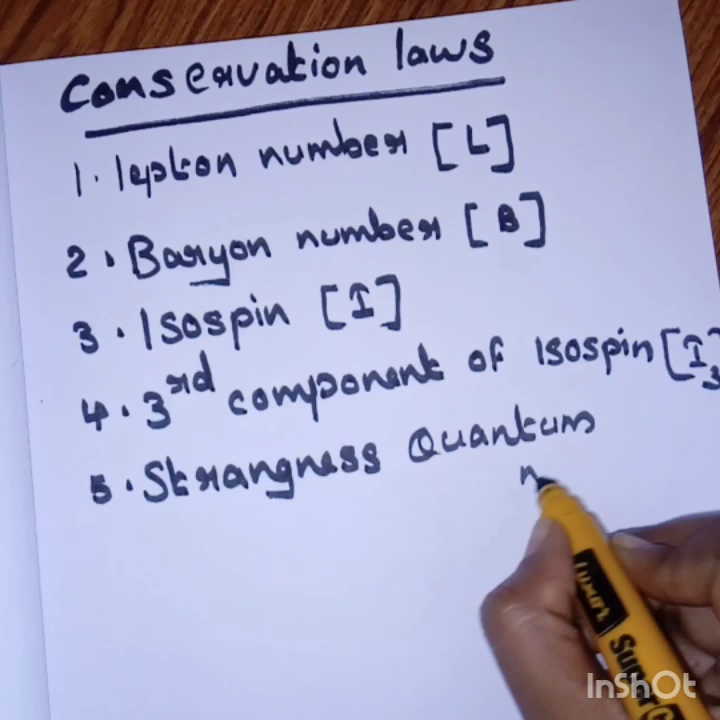 Conservation laws
1. lepton number [L]
2. Baryon number [B]
3. Isospin [I]
4. 3rd component of Isospin [I3]
5. Strangness Quantum
n
Luxor
InShOt